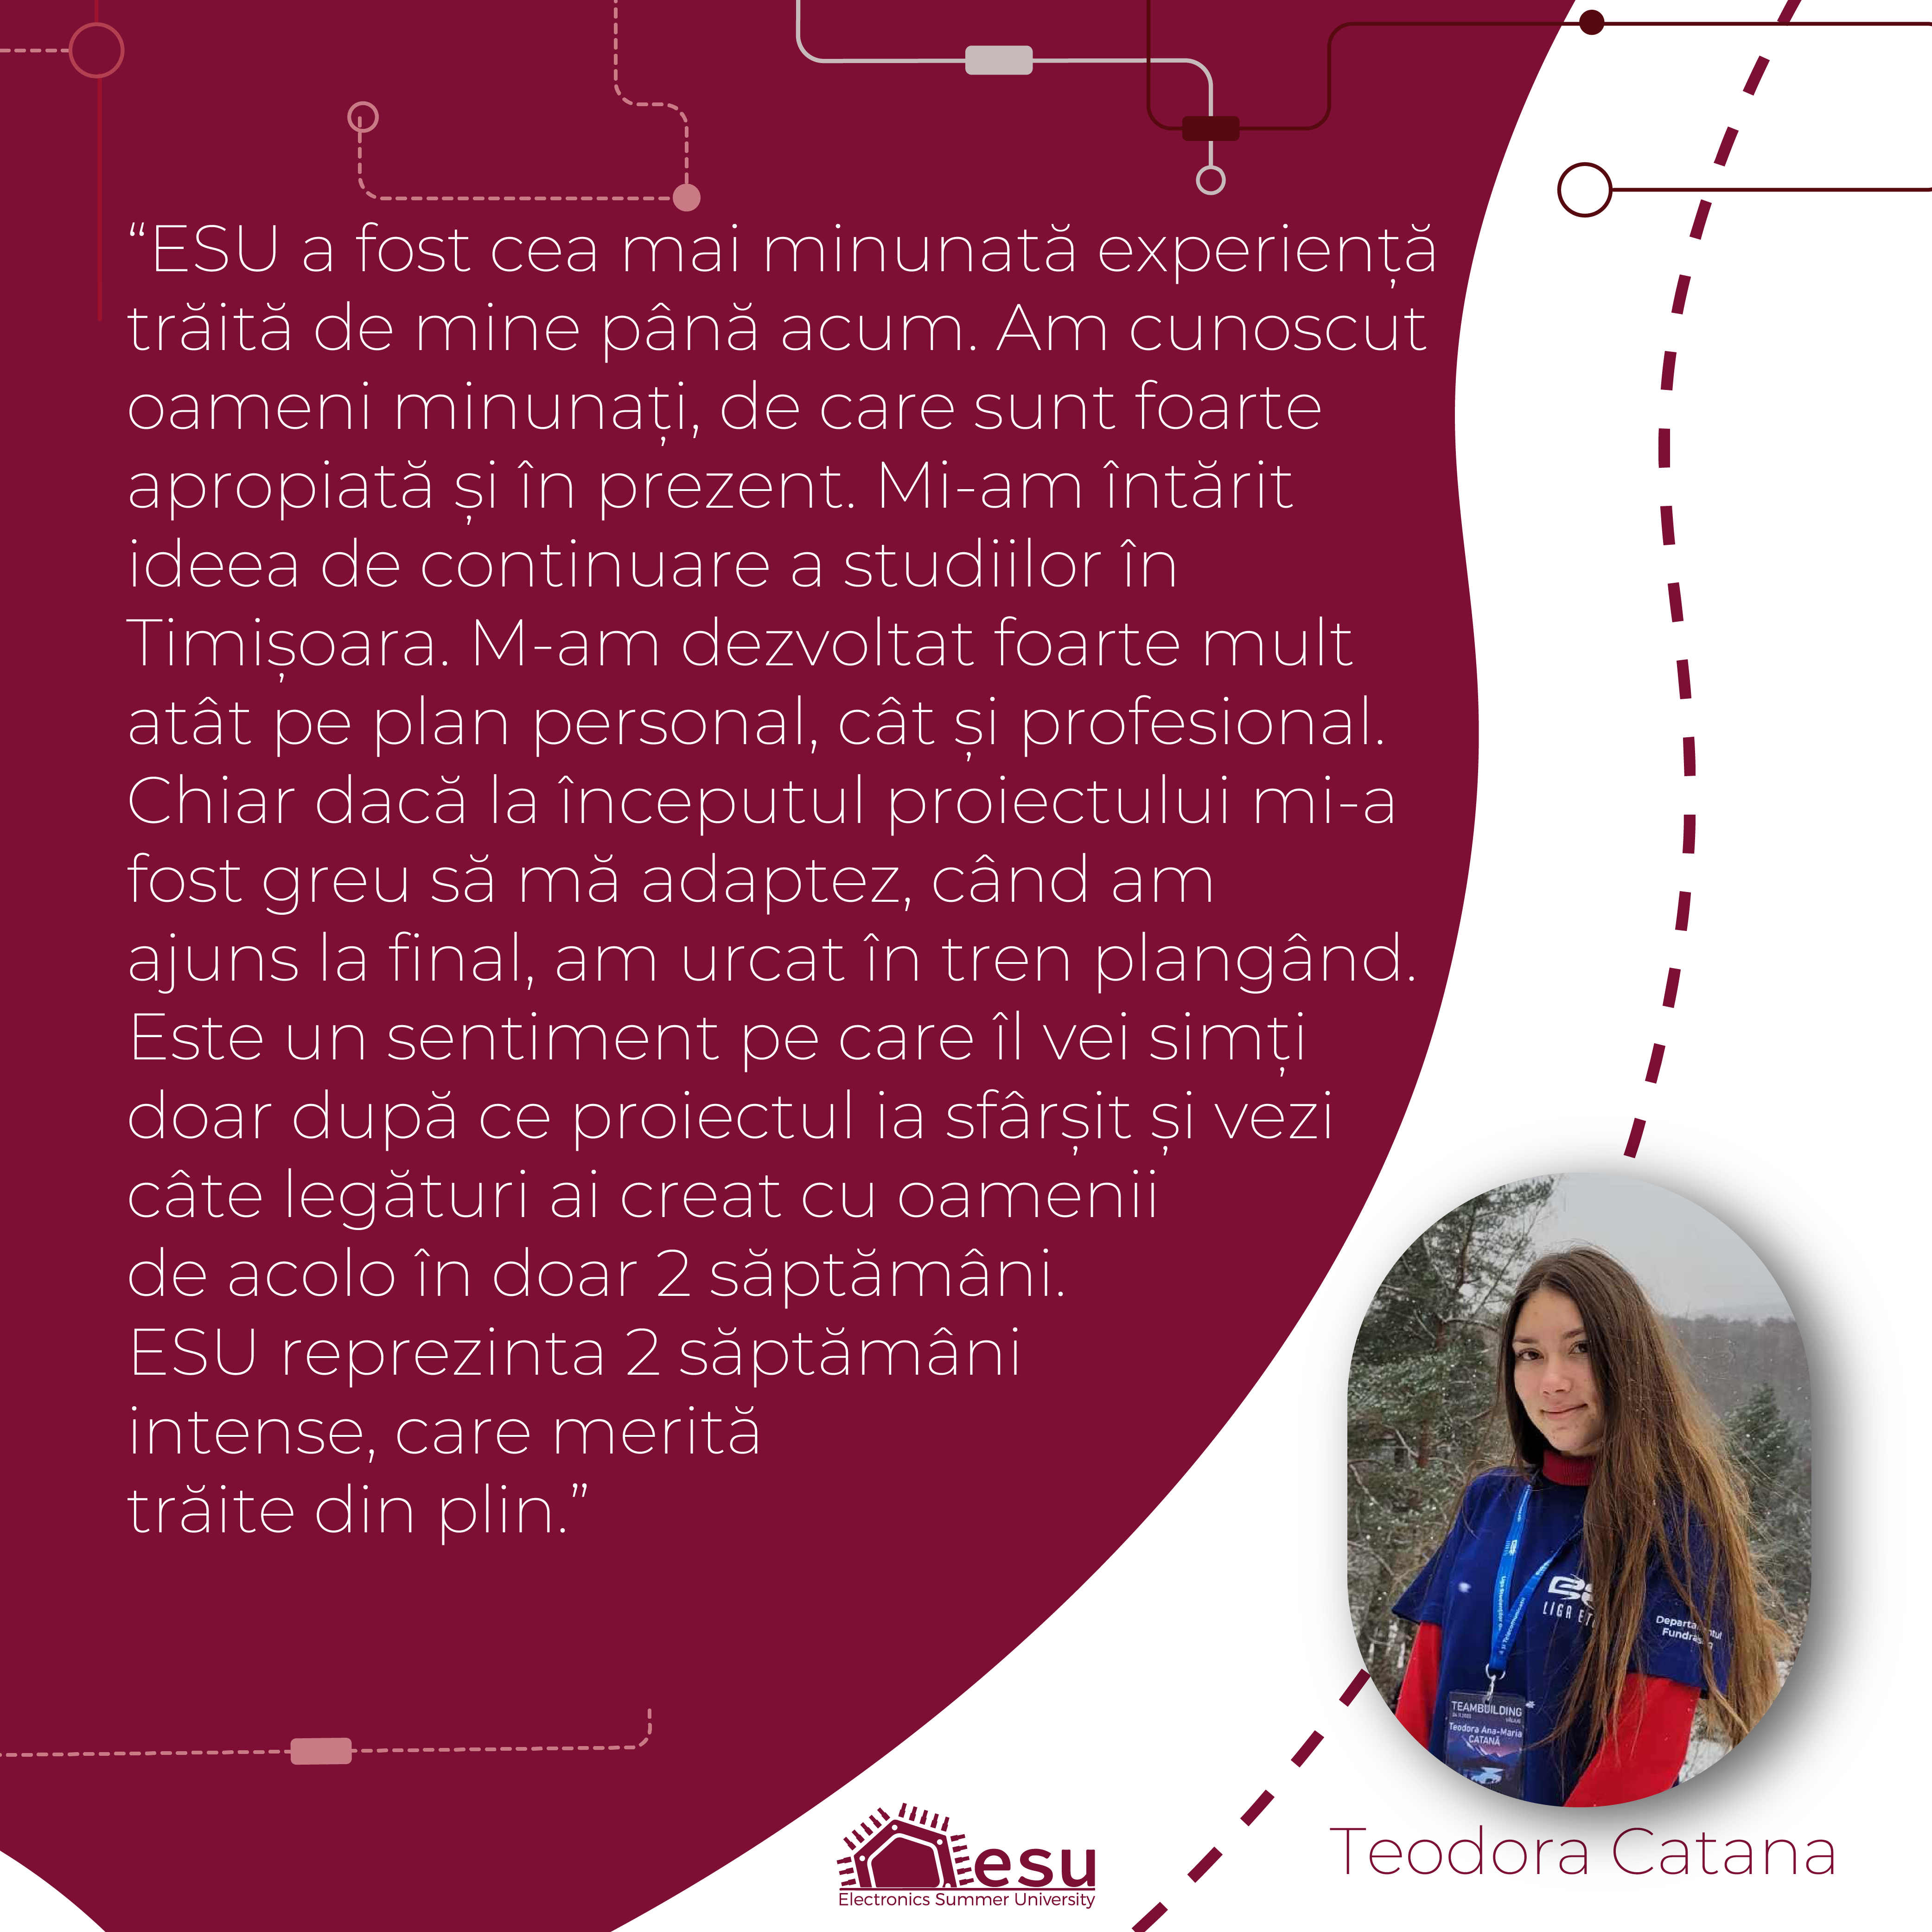 “ESU a fost cea mai minunată experiență
trăită de mine până acum. Am cunoscut
oameni minunați, de care sunt foarte
apropiată și în prezent. Mi-am întărit
ideea de continuare a studiilor în
Timișoara. M-am dezvoltat foarte mult
atât pe plan personal, cât și profesional.
Chiar dacă la începutul proiectului mi-a
fost greu să mă adaptez, când am
ajuns la final, am urcat în tren plangând.
Este un sentiment pe care îl vei simți
doar după ce proiectul ia sfârșit și vezi
câte legături ai creat cu oamenii
de acolo în doar 2 săptămâni.
ESU reprezinta 2 săptămâni
intense, care merită
trăite din plin.”
LIGA
TEAMBUILDING
Teodora Ana-Maria
CATANĂ
Teodora Catana
esu
Electronics Summer University